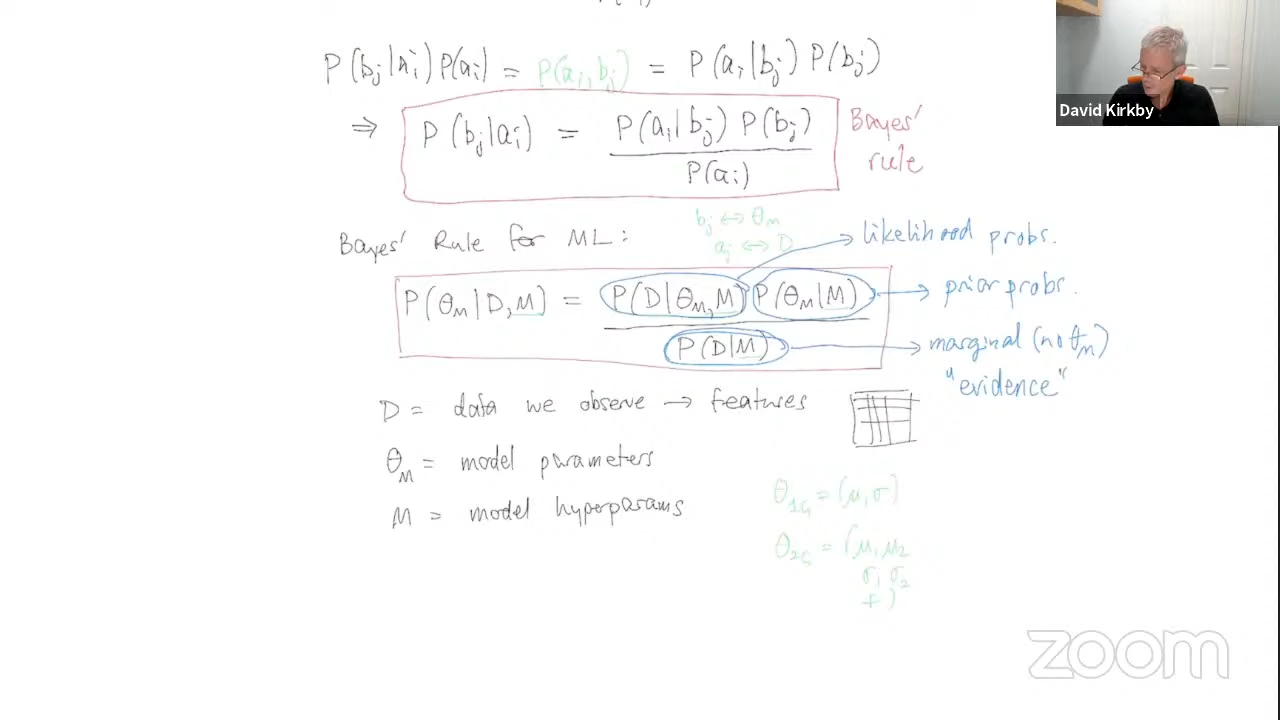 P(bj|ai) P(ai) = P(ai, bj) = P(ai|bj) P(bj)
⇒ P(bj|ai) = P(ai|bj) P(bj) / P(ai)
Bayes' rule
David Kirkby
bj ↔ θM
aj ↔ D
Bayes' Rule for ML:
P(θM|D,M) = P(D|θM,M) P(θM|M) / P(D|M)
→ likelihood probs.
→ prior probs.
→ marginal (no θM)
"evidence"
D = data we observe → features
θM = model parameters
M = model hyperparams
θ1G = (μ, σ)
θ2G = (μ1 μ2
σ1 σ2
f)
zoom